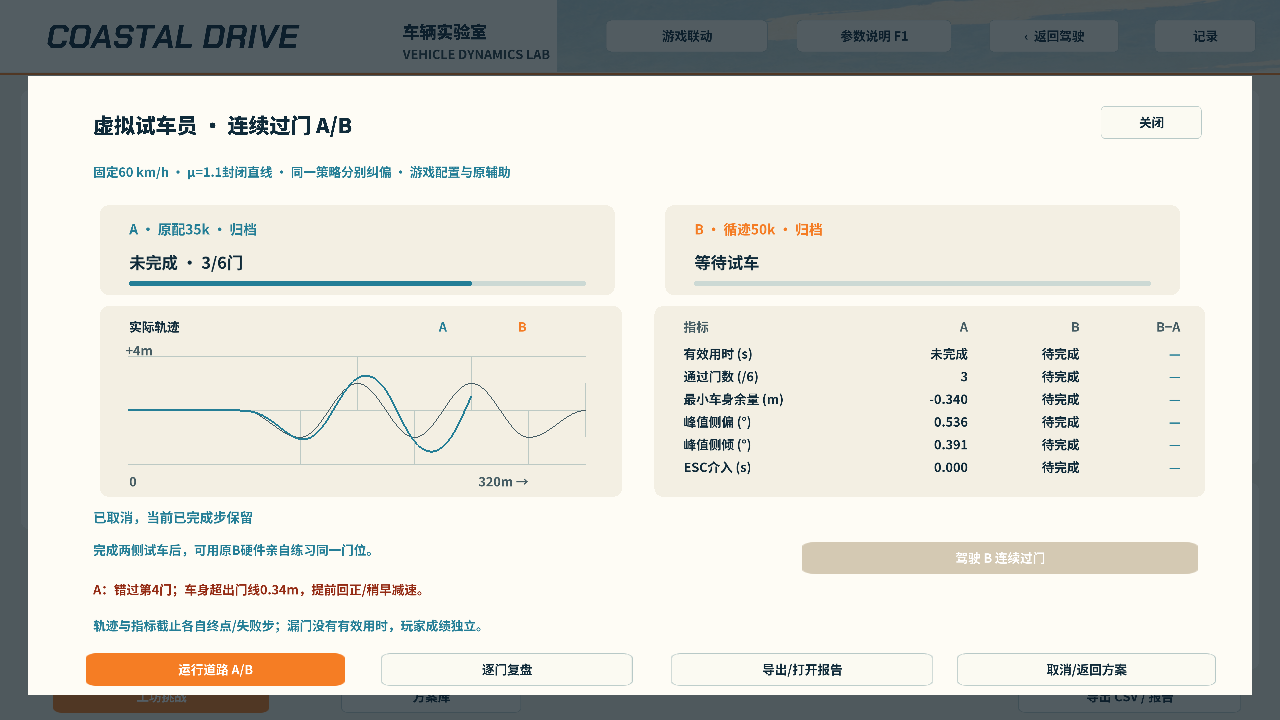 COASTAL DRIVE
车辆实验室
VEHICLE DYNAMICS LAB
游戏联动
参数说明 F1
‹ 返回驾驶
记录
虚拟试车员 · 连续过门 A/B
关闭
固定60 km/h · μ=1.1封闭直线 · 同一策略分别纠偏 · 游戏配置与原辅助
A · 原配35k · 归档
未完成 · 3/6门
B · 循迹50k · 归档
等待试车
实际轨迹 A B
+4m
0 320m →
指标 A B B−A
有效用时 (s) 未完成 待完成 —
通过门数 (/6) 3 待完成 —
最小车身余量 (m) -0.340 待完成 —
峰值侧偏 (°) 0.536 待完成 —
峰值侧倾 (°) 0.391 待完成 —
ESC介入 (s) 0.000 待完成 —
已取消，当前已完成步保留
完成两侧试车后，可用原B硬件亲自练习同一门位。
驾驶 B 连续过门
A：错过第4门；车身超出门线0.34m，提前回正/稍早减速。
轨迹与指标截止各自终点/失败步；漏门没有有效用时，玩家成绩独立。
运行道路 A/B
逐门复盘
导出/打开报告
取消/返回方案
工坊挑战
方案库
导出 CSV / 报告